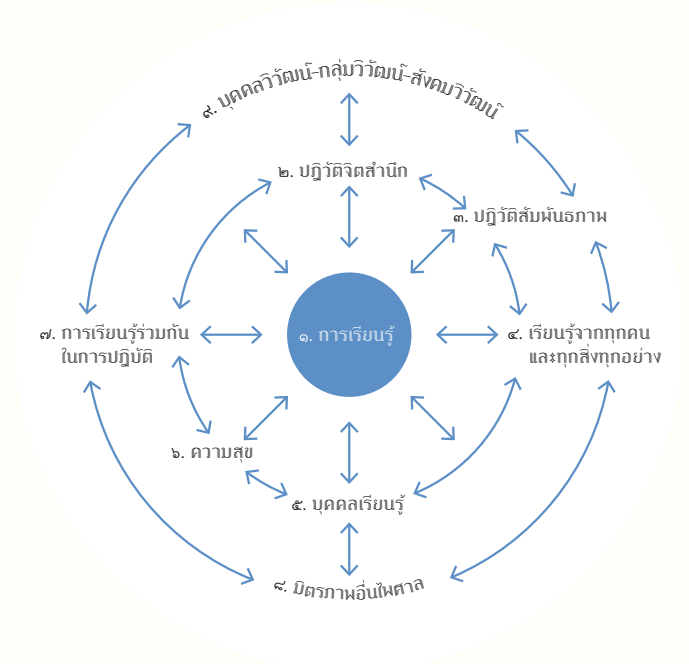 ๙. บุคคลวิวัฒน์-กลุ่มวิวัฒน์-สังคมวิวัฒน์
๒. ปฏิวัติจิตสำนึก
๓. ปฏิวัติสัมพันธภาพ
๑. การเรียนรู้
๗. การเรียนรู้ร่วมกัน
ในการปฏิบัติ
๔. เรียนรู้จากทุกคน
และทุกสิ่งทุกอย่าง
๖. ความสุข
๕. บุคคลเรียนรู้
๘. มิตรภาพอื่นไพศาล